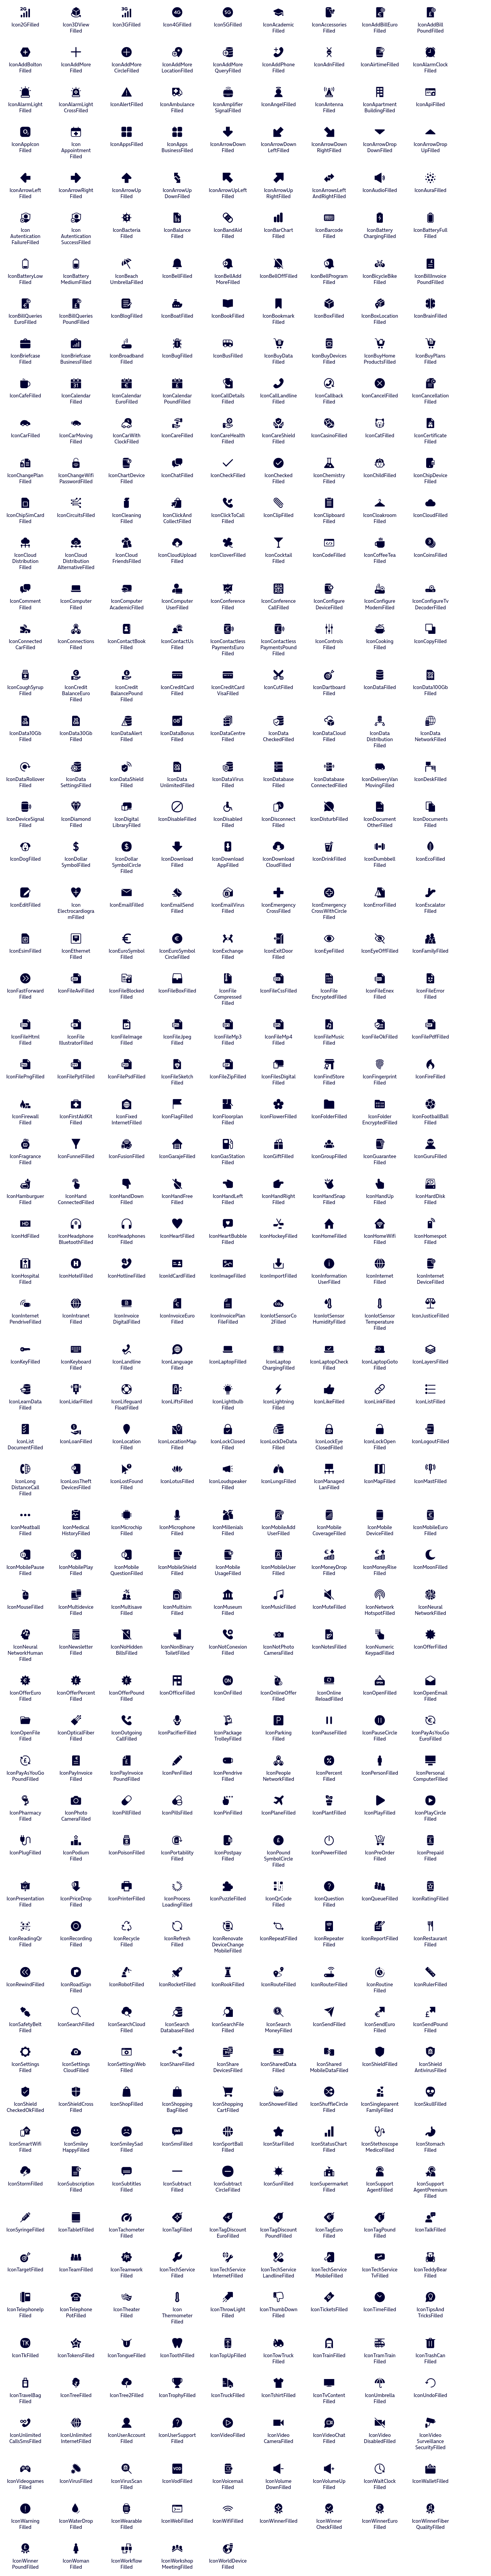 Icon2GFilled Icon3DView Filled Icon3GFilled Icon4GFilled Icon5GFilled IconAcademic Filled IconAccessories Filled IconAddBillEuro Filled IconAddBill PoundFilled
IconAddBolton Filled IconAddMore Filled IconAddMore CircleFilled IconAddMore LocationFilled IconAddMore QueryFilled IconAddPhone Filled IconAdnFilled IconAirtimeFilled IconAlarmClock Filled
IconAlarmLight Filled IconAlarmLight CrossFilled IconAlertFilled IconAmbulance Filled IconAmplifier SignalFilled IconAngelFilled IconAntenna Filled IconApartment BuildingFilled IconApiFilled
IconAppIcon Filled Icon Appointment Filled IconAppsFilled IconApps BusinessFilled IconArrowDown Filled IconArrowDown LeftFilled IconArrowDown RightFilled IconArrowDrop DownFilled IconArrowDrop UpFilled
IconArrowLeft Filled IconArrowRight Filled IconArrowUp Filled IconArrowUp DownFilled IconArrowUpLeft Filled IconArrowUp RightFilled IconArrowsLeft AndRightFilled IconAudioFilled IconAuraFilled
Icon Autentication FailureFilled Icon Autentication SuccessFilled IconBacteria Filled IconBalance Filled IconBandAid Filled IconBarChart Filled IconBarcode Filled IconBattery ChargingFilled IconBatteryFull Filled
IconBatteryLow Filled IconBattery MediumFilled IconBeach UmbrellaFilled IconBellFilled IconBellAdd MoreFilled IconBellOffFilled IconBellProgram Filled IconBicycleBike Filled IconBillInvoice PoundFilled
IconBillQueries EuroFilled IconBillQueries PoundFilled IconBlogFilled IconBoatFilled IconBookFilled IconBookmark Filled IconBoxFilled IconBoxLocation Filled IconBrainFilled
IconBriefcase Filled IconBriefcase BusinessFilled IconBroadband Filled IconBugFilled IconBusFilled IconBuyData Filled IconBuyDevices Filled IconBuyHome ProductsFilled IconBuyPlans Filled
IconCafeFilled IconCalendar Filled IconCalendar EuroFilled IconCalendar PoundFilled IconCallDetails Filled IconCallLandline Filled IconCallback Filled IconCancelFilled IconCancellation Filled
IconCarFilled IconCarMoving Filled IconCarWith ClockFilled IconCareFilled IconCareHealth Filled IconCareShield Filled IconCasinoFilled IconCatFilled IconCertificate Filled
IconChangePlan Filled IconChangeWifi PasswordFilled IconChartDevice Filled IconChatFilled IconCheckFilled IconChecked Filled IconChemistry Filled IconChildFilled IconChipDevice Filled
IconChipSimCard Filled IconCircuitsFilled IconCleaning Filled IconClickAnd CollectFilled IconClickToCall Filled IconClipFilled IconClipboard Filled IconCloakroom Filled IconCloudFilled
IconCloud Distribution Filled IconCloud Distribution AlternativeFilled IconCloud FriendsFilled IconCloudUpload Filled IconCloverFilled IconCocktail Filled IconCodeFilled IconCoffeeTea Filled IconCoinsFilled
IconComment Filled IconComputer Filled IconComputer AcademicFilled IconComputer UserFilled IconConference Filled IconConference CallFilled IconConfigure DeviceFilled IconConfigure ModemFilled IconConfigureTv DecoderFilled
IconConnected CarFilled IconConnections Filled IconContactBook Filled IconContactUs Filled IconContactless PaymentsEuro Filled IconContactless PaymentsPound Filled IconControls Filled IconCooking Filled IconCopyFilled
IconCoughSyrup Filled IconCredit BalanceEuro Filled IconCredit BalancePound Filled IconCreditCard Filled IconCreditCard VisaFilled IconCutFilled IconDartboard Filled IconDataFilled IconData100Gb Filled
IconData10Gb Filled IconData30Gb Filled IconDataAlert Filled IconDataBonus Filled IconDataCentre Filled IconData CheckedFilled IconDataCloud Filled IconData Distribution Filled IconData NetworkFilled
IconDataRollover Filled IconData SettingsFilled IconDataShield Filled IconData UnlimitedFilled IconDataVirus Filled IconDatabase Filled IconDatabase ConnectedFilled IconDeliveryVan MovingFilled IconDeskFilled
IconDeviceSignal Filled IconDiamond Filled IconDigital LibraryFilled IconDisableFilled IconDisabled Filled IconDisconnect Filled IconDisturbFilled IconDocument OtherFilled IconDocuments Filled
IconDogFilled IconDollar SymbolFilled IconDollar SymbolCircle Filled IconDownload Filled IconDownload AppFilled IconDownload CloudFilled IconDrinkFilled IconDumbbell Filled IconEcoFilled
IconEditFilled Icon Electrocardiogra mFilled IconEmailFilled IconEmailSend Filled IconEmailVirus Filled IconEmergency CrossFilled IconEmergency CrossWithCircle Filled IconErrorFilled IconEscalator Filled
IconEsimFilled IconEthernet Filled IconEuroSymbol Filled IconEuroSymbol CircleFilled IconExchange Filled IconExitDoor Filled IconEyeFilled IconEyeOffFilled IconFamilyFilled
IconFastForward Filled IconFileAviFilled IconFileBlocked Filled IconFileBoxFilled IconFile Compressed Filled IconFileCssFilled IconFile EncryptedFilled IconFileEnex Filled IconFileError Filled
IconFileHtml Filled IconFile IllustratorFilled IconFileImage Filled IconFileJpeg Filled IconFileMp3 Filled IconFileMp4 Filled IconFileMusic Filled IconFileOkFilled IconFilePdfFilled
IconFilePngFilled IconFilePptFilled IconFilePsdFilled IconFileSketch Filled IconFileZipFilled IconFilesDigital Filled IconFindStore Filled IconFingerprint Filled IconFireFilled
IconFirewall Filled IconFirstAidKit Filled IconFixed InternetFilled IconFlagFilled IconFloorplan Filled IconFlowerFilled IconFolderFilled IconFolder EncryptedFilled IconFootballBall Filled
IconFragrance Filled IconFunnelFilled IconFusionFilled IconGarajeFilled IconGasStation Filled IconGiftFilled IconGroupFilled IconGuarantee Filled IconGuruFilled
IconHamburguer Filled IconHand ConnectedFilled IconHandDown Filled IconHandFree Filled IconHandLeft Filled IconHandRight Filled IconHandSnap Filled IconHandUp Filled IconHardDisk Filled
IconHdFilled IconHeadphone BluetoothFilled IconHeadphones Filled IconHeartFilled IconHeartBubble Filled IconHockeyFilled IconHomeFilled IconHomeWifi Filled IconHomespot Filled
IconHospital Filled IconHotelFilled IconHotlineFilled IconIdCardFilled IconImageFilled IconImportFilled IconInformation UserFilled IconInternet Filled IconInternet DeviceFilled
IconInternet PendriveFilled IconIntranet Filled IconInvoice DigitalFilled IconInvoiceEuro Filled IconInvoicePlan FileFilled IconIotSensorCo 2Filled IconIotSensor HumidityFilled IconIotSensor Temperature Filled IconJusticeFilled
IconKeyFilled IconKeyboard Filled IconLandline Filled IconLanguage Filled IconLaptopFilled IconLaptop ChargingFilled IconLaptopCheck Filled IconLaptopGoto Filled IconLayersFilled
IconLearnData Filled IconLidarFilled IconLifeguard FloatFilled IconLiftsFilled IconLightbulb Filled IconLightning Filled IconLikeFilled IconLinkFilled IconListFilled
IconList DocumentFilled IconLoanFilled IconLocation Filled IconLocationMap Filled IconLockClosed Filled IconLockOnData Filled IconLockEye ClosedFilled IconLockOpen Filled IconLogoutFilled
IconLong DistanceCall Filled IconLossTheft DevicesFilled IconLostFound Filled IconLotusFilled IconLoudspeaker Filled IconLungsFilled IconManaged LanFilled IconMapFilled IconMastFilled
IconMeatball Filled IconMedical HistoryFilled IconMicrochip Filled IconMicrophone Filled IconMillenials Filled IconMobileAdd UserFilled IconMobile CoverageFilled IconMobile DeviceFilled IconMobileEuro Filled
IconMobilePause Filled IconMobilePlay Filled IconMobile QuestionFilled IconMobileShield Filled IconMobile UsageFilled IconMobileUser Filled IconMoneyDrop Filled IconMoneyRise Filled IconMoonFilled
IconMouseFilled IconMultidevice Filled IconMultisave Filled IconMultisim Filled IconMuseum Filled IconMusicFilled IconMuteFilled IconNetwork HotspotFilled IconNeural NetworkFilled
IconNeural NetworkHuman Filled IconNewsletter Filled IconNoHidden BillsFilled IconNonBinary ToiletFilled IconNotConexion Filled IconNotPhoto CameraFilled IconNotesFilled IconNumeric KeypadFilled IconOfferFilled
IconOfferEuro Filled IconOfferPercent Filled IconOfferPound Filled IconOfficeFilled IconOnFilled IconOnlineOffer Filled IconOnline ReloadFilled IconOpenFilled IconOpenEmail Filled
IconOpenFile Filled IconOpticalFiber Filled IconOutgoing CallFilled IconPacifierFilled IconPackage TrolleyFilled IconParking Filled IconPauseFilled IconPauseCircle Filled IconPayAsYouGo EuroFilled
IconPayAsYouGo PoundFilled IconPayInvoice Filled IconPayInvoice PoundFilled IconPenFilled IconPendrive Filled IconPeople NetworkFilled IconPercent Filled IconPersonFilled IconPersonal ComputerFilled
IconPharmacy Filled IconPhoto CameraFilled IconPillFilled IconPillsFilled IconPinFilled IconPlaneFilled IconPlantFilled IconPlayFilled IconPlayCircle Filled
IconPlugFilled IconPodium Filled IconPoisonFilled IconPortability Filled IconPostpay Filled IconPound SymbolCircle Filled IconPowerFilled IconPreOrder Filled IconPrepaid Filled
IconPresentation Filled IconPriceDrop Filled IconPrinterFilled IconProcess LoadingFilled IconPuzzleFilled IconQrCode Filled IconQuestion Filled IconQueueFilled IconRatingFilled
IconReadingQr Filled IconRecording Filled IconRecycle Filled IconRefresh Filled IconRenovate DeviceChange MobileFilled IconRepeatFilled IconRepeater Filled IconReportFilled IconRestaurant Filled
IconRewindFilled IconRoadSign Filled IconRobotFilled IconRocketFilled IconRookFilled IconRouteFilled IconRouterFilled IconRoutine Filled IconRulerFilled
IconSafetyBelt Filled IconSearchFilled IconSearchCloud Filled IconSearch DatabaseFilled IconSearchFile Filled IconSearch MoneyFilled IconSendFilled IconSendEuro Filled IconSendPound Filled
IconSettings Filled IconSettings CloudFilled IconSettingsWeb Filled IconShareFilled IconShare DevicesFilled IconSharedData Filled IconShared MobileDataFilled IconShieldFilled IconShield AntivirusFilled
IconShield CheckedOkFilled IconShieldCross Filled IconShopFilled IconShopping BagFilled IconShopping CartFilled IconShowerFilled IconShuffleCircle Filled IconSingleparent FamilyFilled IconSkullFilled
IconSmartWifi Filled IconSmiley HappyFilled IconSmileySad Filled IconSmsFilled IconSportBall Filled IconStarFilled IconStatusChart Filled IconStethoscope MedicoFilled IconStomach Filled
IconStormFilled IconSubscription Filled IconSubtitles Filled IconSubtract Filled IconSubtract CircleFilled IconSunFilled IconSupermarket Filled IconSupport AgentFilled IconSupport AgentPremium Filled
IconSyringeFilled IconTabletFilled IconTachometer Filled IconTagFilled IconTagDiscount EuroFilled IconTagDiscount PoundFilled IconTagEuro Filled IconTagPound Filled IconTalkFilled
IconTargetFilled IconTeamFilled IconTeamwork Filled IconTechService Filled IconTechService InternetFilled IconTechService LandlineFilled IconTechService MobileFilled IconTechService TvFilled IconTeddyBear Filled
IconTelephoneIp Filled IconTelephone PotFilled IconTheater Filled Icon Thermometer Filled IconThrowLight Filled IconThumbDown Filled IconTicketsFilled IconTimeFilled IconTipsAnd TricksFilled
IconTkFilled IconTokensFilled IconTongueFilled IconToothFilled IconTopUpFilled IconTowTruck Filled IconTrainFilled IconTramTrain Filled IconTrashCan Filled
IconTravelBag Filled IconTreeFilled IconTree2Filled IconTrophyFilled IconTruckFilled IconTshirtFilled IconTvContent Filled IconUmbrella Filled IconUndoFilled
IconUnlimited CallsSmsFilled IconUnlimited InternetFilled IconUserAccount Filled IconUserSupport Filled IconVideoFilled IconVideo CameraFilled IconVideoChat Filled IconVideo DisabledFilled IconVideo Surveillance SecurityFilled
IconVideogames Filled IconVirusFilled IconVirusScan Filled IconVodFilled IconVoicemail Filled IconVolume DownFilled IconVolumeUp Filled IconWaitClock Filled IconWalletFilled
IconWarning Filled IconWaterDrop Filled IconWearable Filled IconWebFilled IconWifiFilled IconWinnerFilled IconWinner CheckFilled IconWinnerEuro Filled IconWinnerFiber QualityFilled
IconWinner PoundFilled IconWoman Filled IconWorkflow Filled IconWorkshop MeetingFilled IconWorldDevice Filled